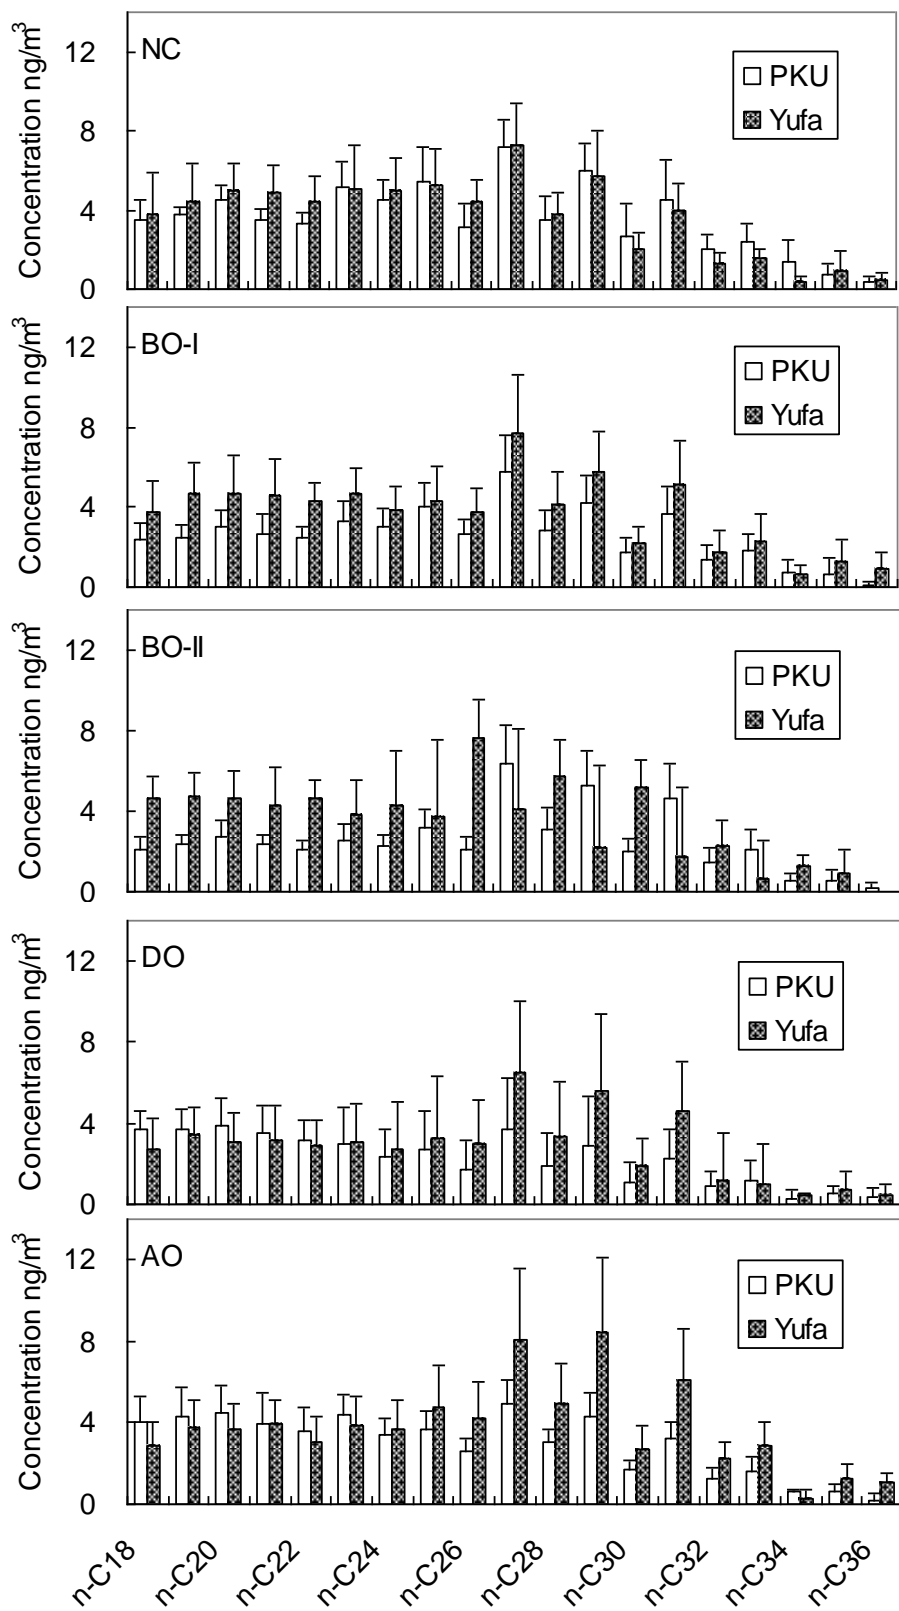 Concentration ng/m³
NC
12
8
4
0
PKU
Yufa
Concentration ng/m³
BO-I
12
8
4
0
PKU
Yufa
Concentration ng/m³
BO-II
12
8
4
0
PKU
Yufa
Concentration ng/m³
DO
12
8
4
0
PKU
Yufa
Concentration ng/m³
AO
12
8
4
0
PKU
Yufa
n-C18
n-C20
n-C22
n-C24
n-C26
n-C28
n-C30
n-C32
n-C34
n-C36